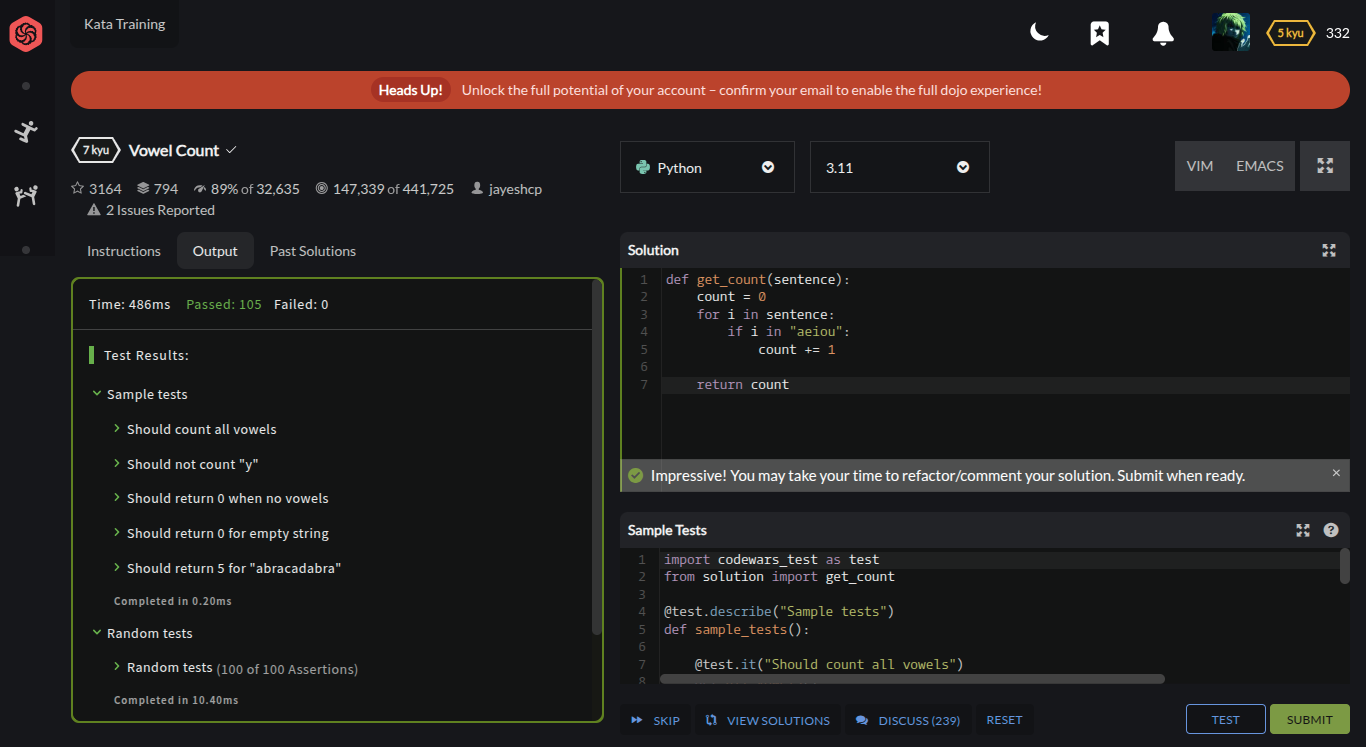 Kata Training
5 kyu 332
Heads Up! Unlock the full potential of your account – confirm your email to enable the full dojo experience!
7 kyu Vowel Count
3164 794 89% of 32,635 147,339 of 441,725 jayeshcp
2 Issues Reported
Instructions Output Past Solutions
Time: 486ms Passed: 105 Failed: 0
Test Results:
Sample tests
Should count all vowels
Should not count "y"
Should return 0 when no vowels
Should return 0 for empty string
Should return 5 for "abracadabra"
Completed in 0.20ms
Random tests
Random tests (100 of 100 Assertions)
Completed in 10.40ms
Python 3.11 VIM EMACS
Solution
1 def get_count(sentence):
2     count = 0
3     for i in sentence:
4         if i in "aeiou":
5             count += 1
6
7     return count
Impressive! You may take your time to refactor/comment your solution. Submit when ready. ×
Sample Tests
1 import codewars_test as test
2 from solution import get_count
3
4 @test.describe("Sample tests")
5 def sample_tests():
6
7     @test.it("Should count all vowels")
8
SKIP VIEW SOLUTIONS DISCUSS (239) RESET TEST SUBMIT